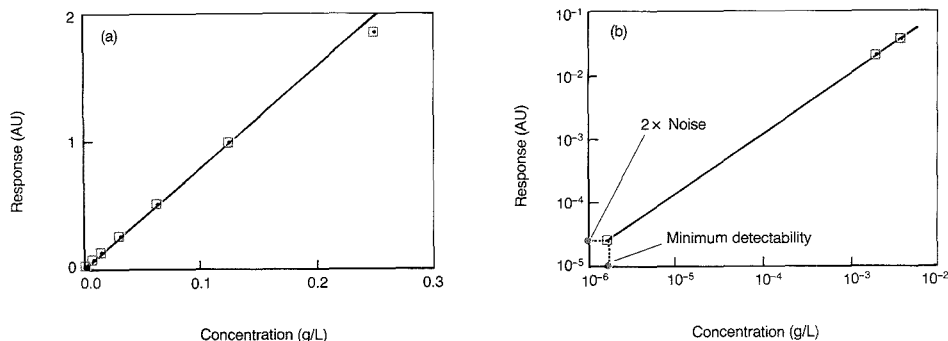 (a)
2
1
0
0.0 0.1 0.2 0.3
Response (AU)
Concentration (g/L)
(b)
10⁻¹
10⁻²
10⁻³
10⁻⁴
10⁻⁵
10⁻⁶ 10⁻⁵ 10⁻⁴ 10⁻³ 10⁻²
2× Noise
Minimum detectability
Response (AU)
Concentration (g/L)